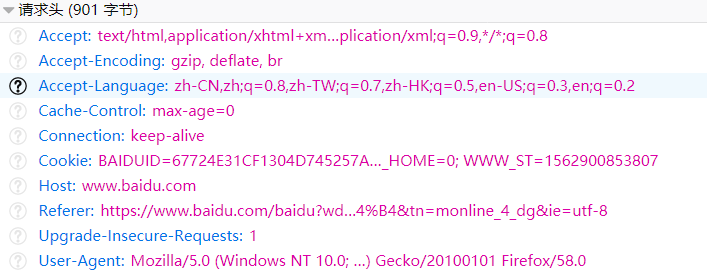 请求头 (901 字节)
Accept: text/html,application/xhtml+xm…plication/xml;q=0.9,*/*;q=0.8
Accept-Encoding: gzip, deflate, br
Accept-Language: zh-CN,zh;q=0.8,zh-TW;q=0.7,zh-HK;q=0.5,en-US;q=0.3,en;q=0.2
Cache-Control: max-age=0
Connection: keep-alive
Cookie: BAIDUID=67724E31CF1304D745257A…_HOME=0; WWW_ST=1562900853807
Host: www.baidu.com
Referer: https://www.baidu.com/baidu?wd…4%B4&tn=monline_4_dg&ie=utf-8
Upgrade-Insecure-Requests: 1
User-Agent: Mozilla/5.0 (Windows NT 10.0; …) Gecko/20100101 Firefox/58.0